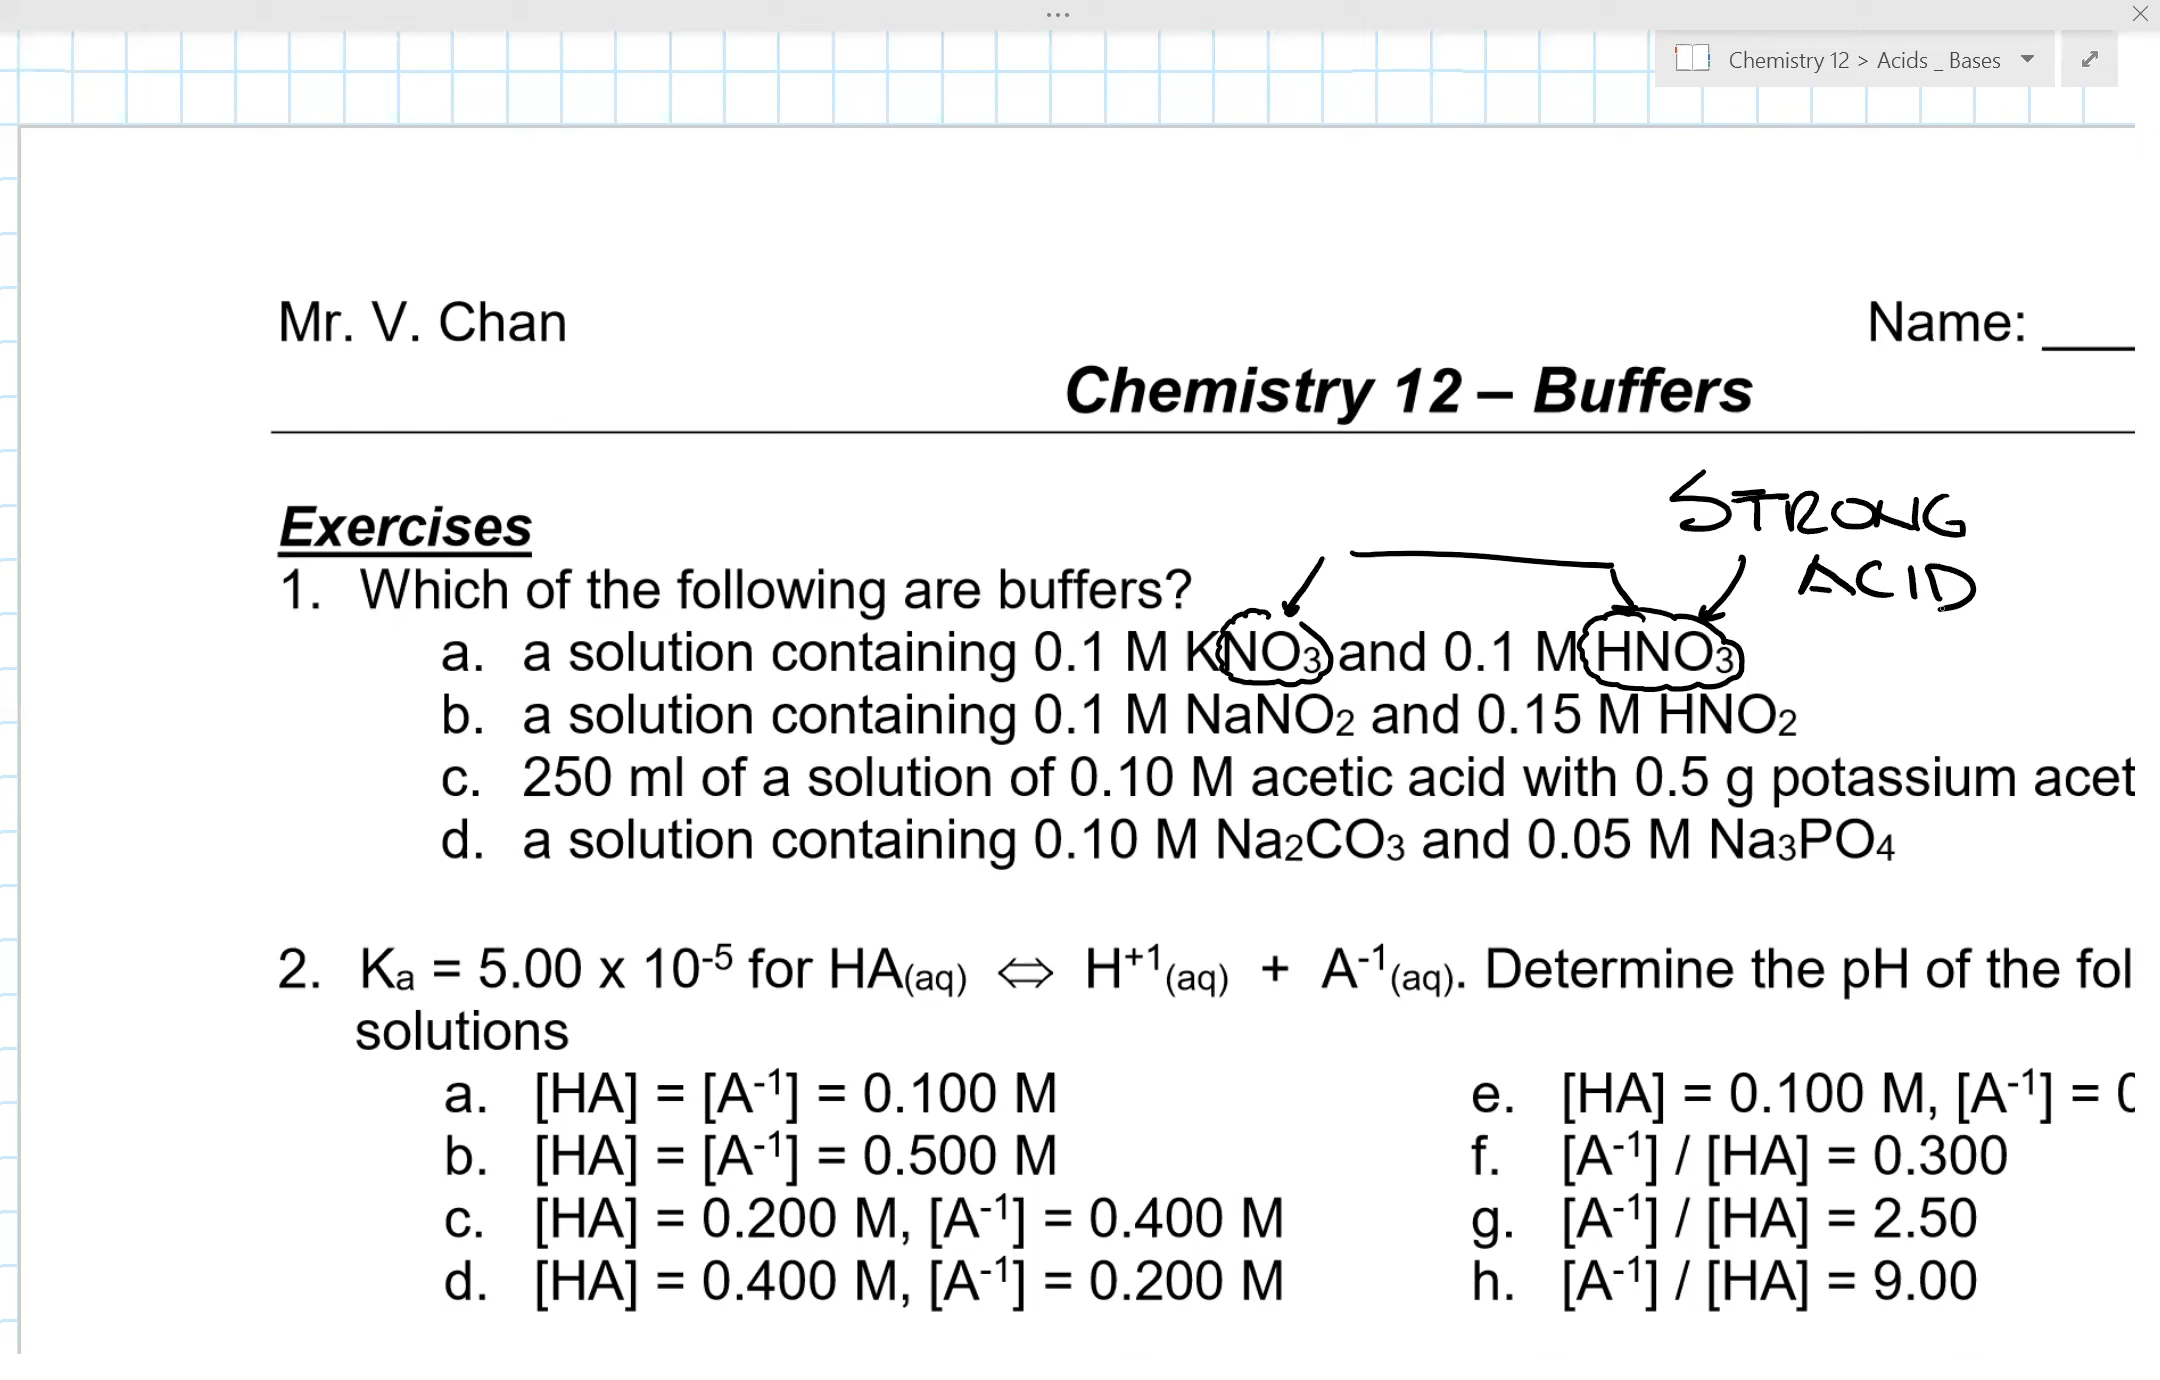 ...
Chemistry 12 > Acids _ Bases
Mr. V. Chan Name: ____
Chemistry 12 – Buffers
STRONG
ACID
Exercises
1. Which of the following are buffers?
a. a solution containing 0.1 M KNO₃ and 0.1 M HNO₃
b. a solution containing 0.1 M NaNO₂ and 0.15 M HNO₂
c. 250 ml of a solution of 0.10 M acetic acid with 0.5 g potassium acet
d. a solution containing 0.10 M Na₂CO₃ and 0.05 M Na₃PO₄
2. Kₐ = 5.00 x 10⁻⁵ for HA(aq) ⇔ H⁺¹(aq) + A⁻¹(aq). Determine the pH of the fol
solutions
a. [HA] = [A⁻¹] = 0.100 M
b. [HA] = [A⁻¹] = 0.500 M
c. [HA] = 0.200 M, [A⁻¹] = 0.400 M
d. [HA] = 0.400 M, [A⁻¹] = 0.200 M
e. [HA] = 0.100 M, [A⁻¹] = 0
f. [A⁻¹] / [HA] = 0.300
g. [A⁻¹] / [HA] = 2.50
h. [A⁻¹] / [HA] = 9.00